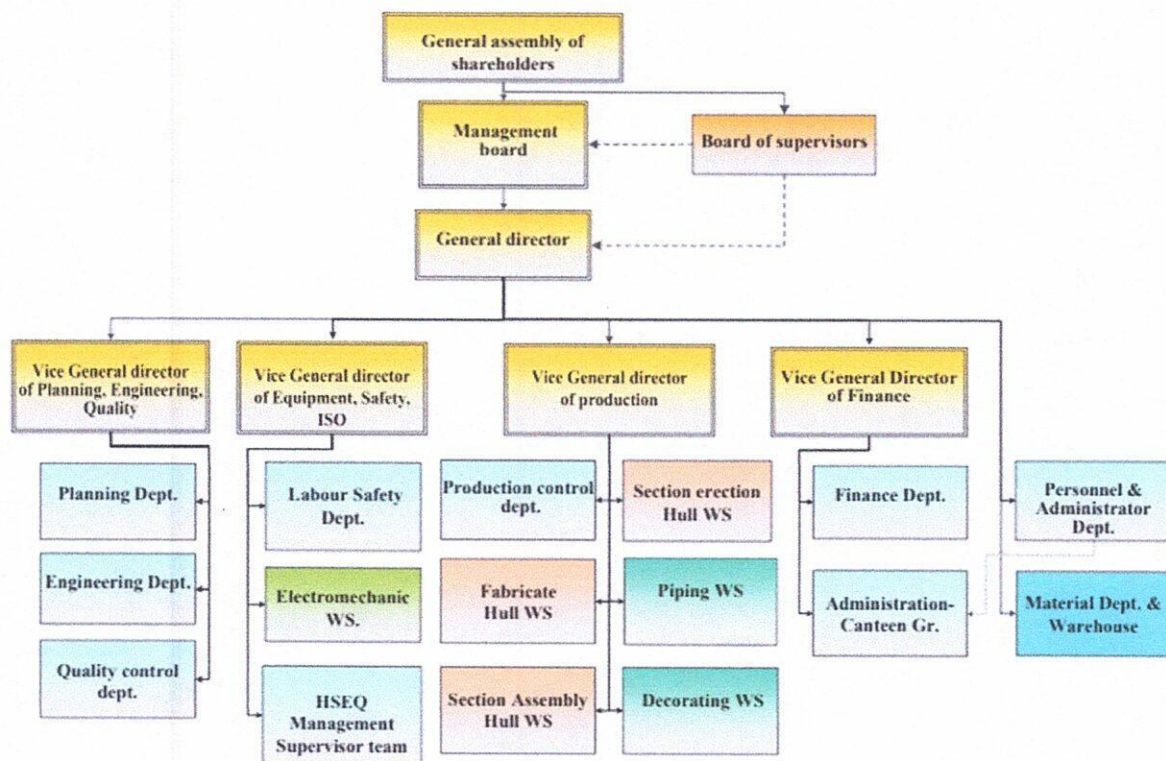 General assembly of
shareholders
Management
board
Board of supervisors
General director
Vice General director
of Planning, Engineering,
Quality
Vice General director
of Equipment, Safety,
ISO
Vice General director
of production
Vice General Director
of Finance
Planning Dept.
Labour Safety
Dept.
Production control
dept.
Section erection
Hull WS
Finance Dept.
Personnel &
Administrator
Dept.
Engineering Dept.
Electromechanic
WS.
Fabricate
Hull WS
Piping WS
Administration-
Canteen Gr.
Material Dept. &
Warehouse
Quality control
dept.
HSEQ
Management
Supervisor team
Section Assembly
Hull WS
Decorating WS